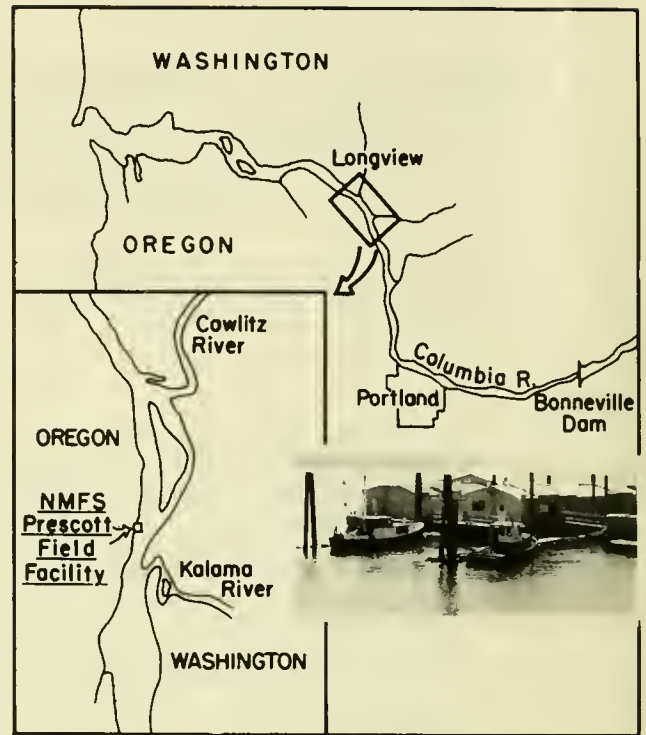 WASHINGTON
Longview
OREGON
Cowlitz
River
Columbia R.
Portland
Bonneville
Dam
OREGON
NMFS
Prescott
Field
Facility
Kalama
River
WASHINGTON